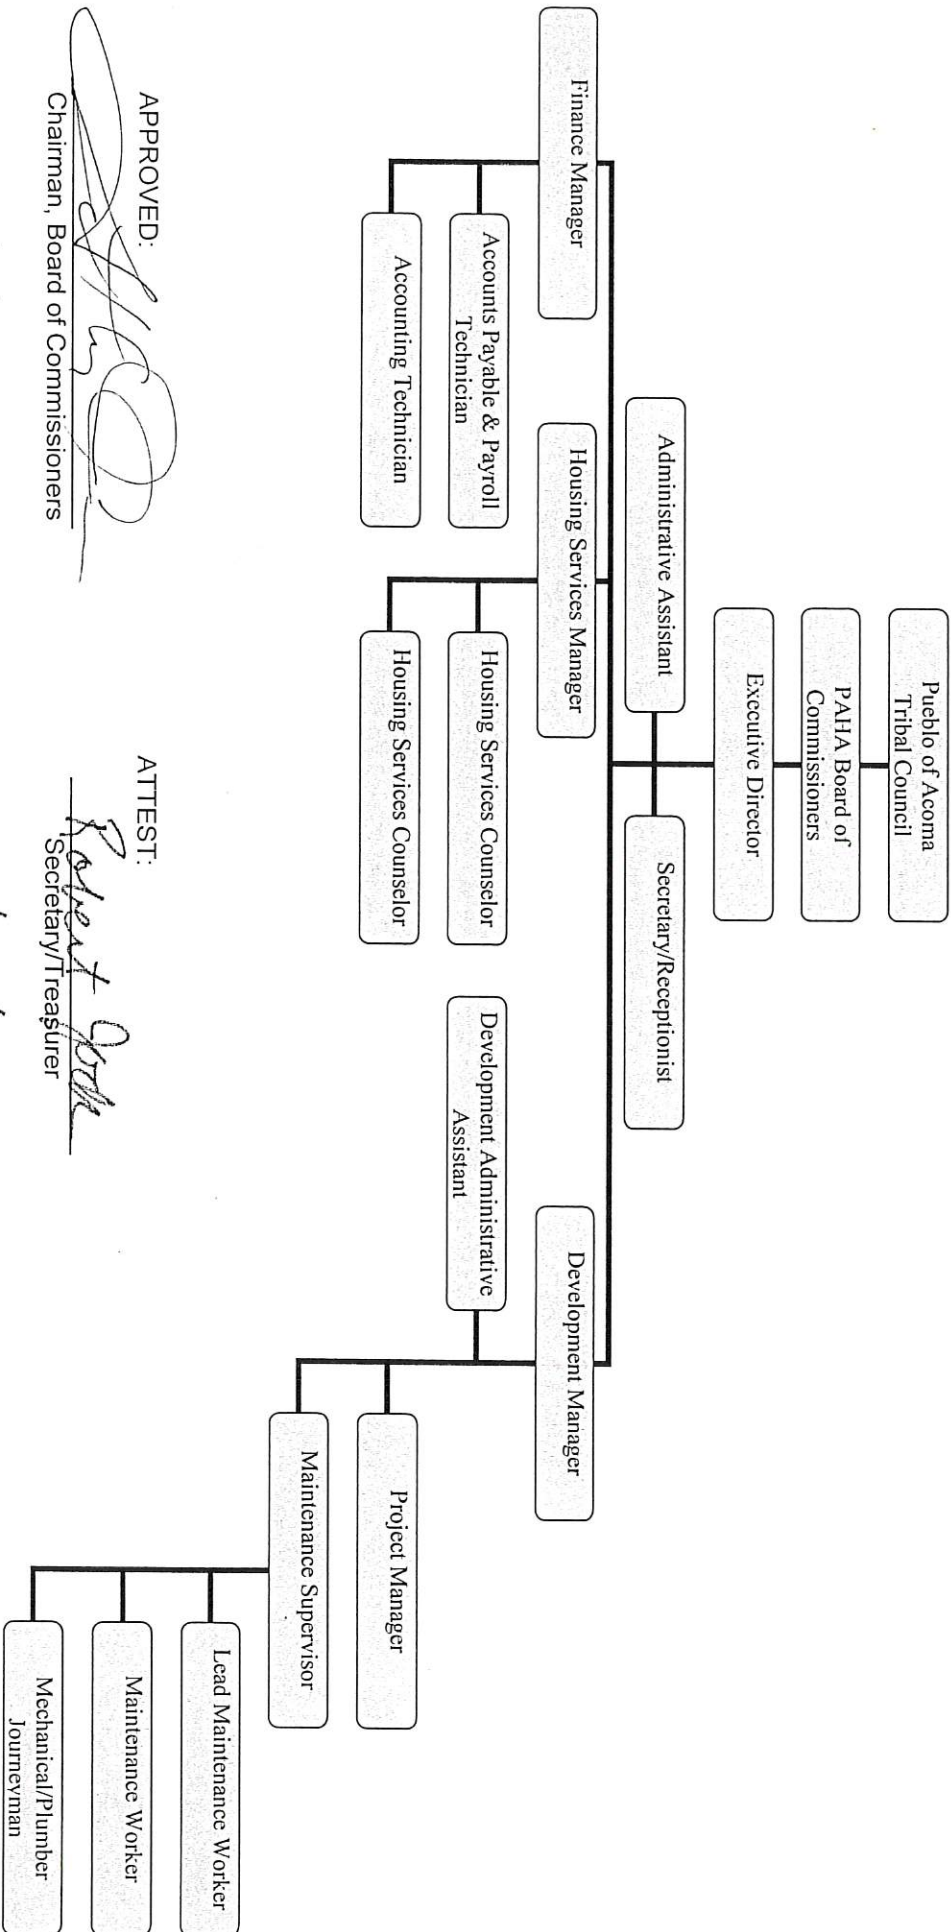 Pueblo of Acoma
Tribal Council
PAHA Board of
Commissioners
Executive Director
Administrative Assistant
Secretary/Receptionist
Finance Manager
Housing Services Manager
Development Manager
Accounts Payable & Payroll
Technician
Accounting Technician
Housing Services Counselor
Housing Services Counselor
Development Administrative
Assistant
Project Manager
Maintenance Supervisor
Lead Maintenance Worker
Maintenance Worker
Mechanical/Plumber
Journeyman
APPROVED:
Chairman, Board of Commissioners
ATTEST:
Robert
Secretary/Treasurer